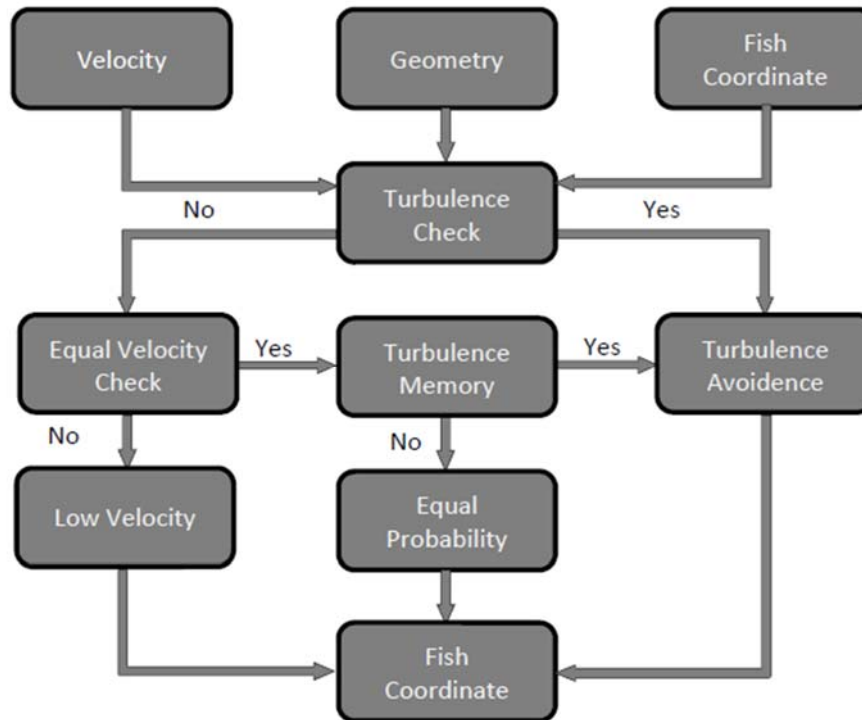 Velocity
Geometry
Fish
Coordinate
No
Turbulence
Check
Yes
Equal Velocity
Check
Yes
Turbulence
Memory
Yes
Turbulence
Avoidence
No
No
Low Velocity
Equal
Probability
Fish
Coordinate